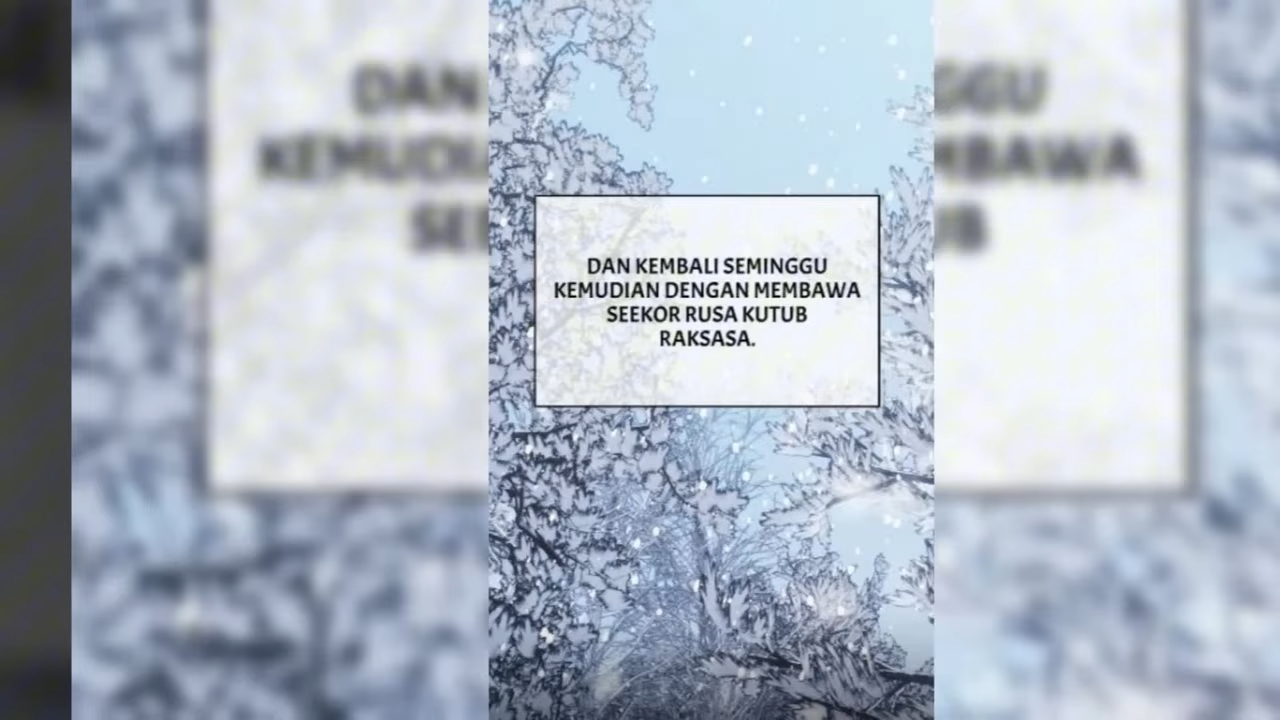 DAN KEMBALI SEMINGGU
KEMUDIAN DENGAN MEMBAWA
SEEKOR RUSA KUTUB
RAKSASA.